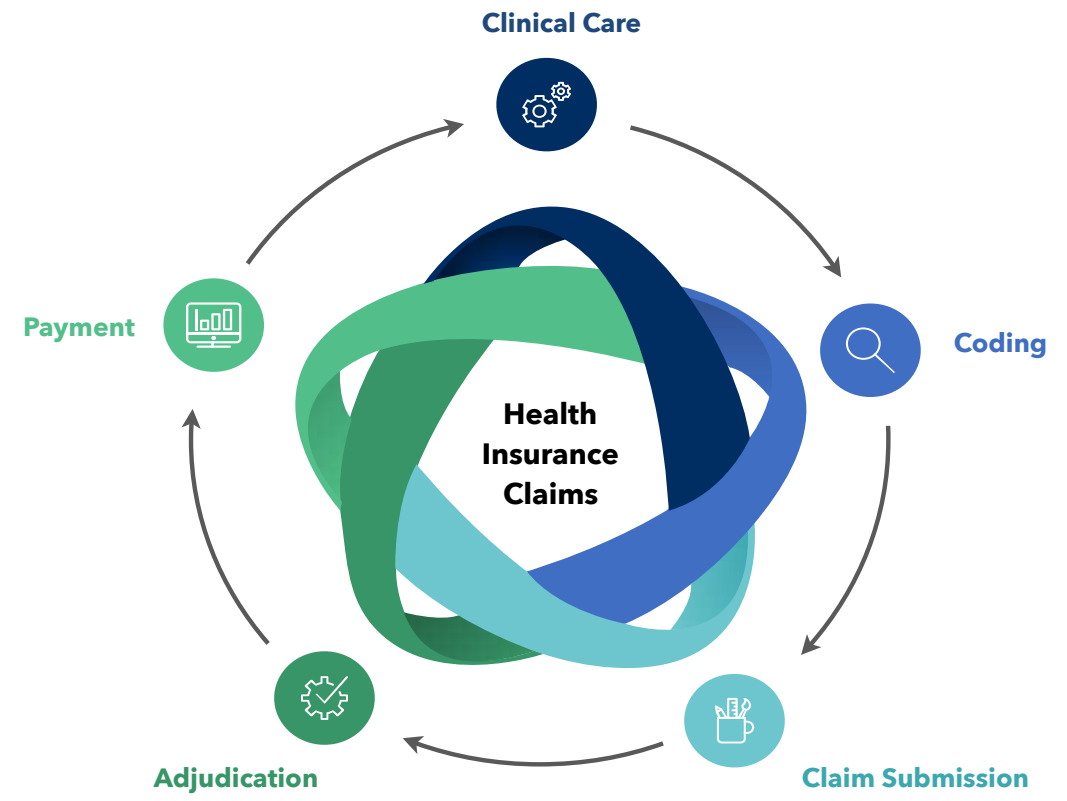 Clinical Care
Payment
Coding
Health
Insurance
Claims
Adjudication
Claim Submission